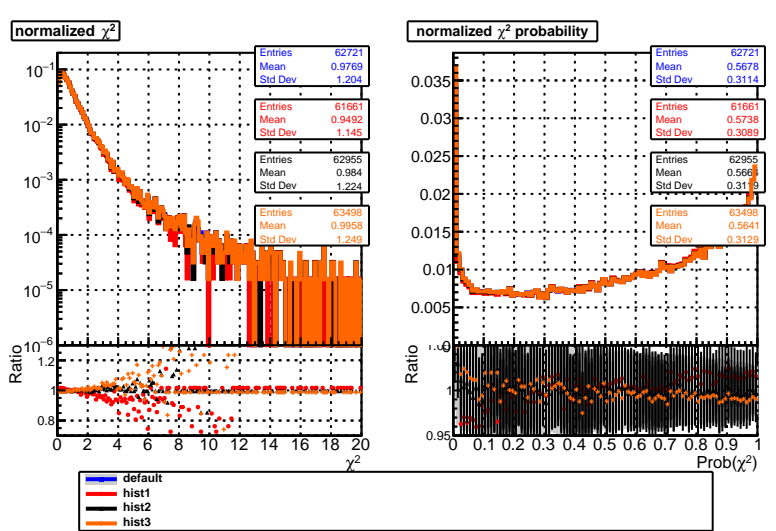 normalized χ²
Entries 62721
Mean 0.9769
Std Dev 1.204
Entries 61661
Mean 0.9492
Std Dev 1.145
Entries 62955
Mean 0.984
Std Dev 1.224
Entries 63498
Mean 0.9958
Std Dev 1.249
10⁻¹
10⁻²
10⁻³
10⁻⁴
10⁻⁵
10⁻⁶
Ratio
1.2
1
0.8
0 2 4 6 8 10 12 14 16 18 20
χ²
normalized χ² probability
Entries 62721
Mean 0.5678
Std Dev 0.3114
Entries 61661
Mean 0.5738
Std Dev 0.3089
Entries 62955
Mean
Std Dev
Entries 63498
Mean 0.5641
Std Dev 0.3129
0.035
0.03
0.025
0.02
0.015
0.01
0.005
Ratio
0.95
0 0.1 0.2 0.3 0.4 0.5 0.6 0.7 0.8 0.9 1
Prob(χ²)
default
hist1
hist2
hist3